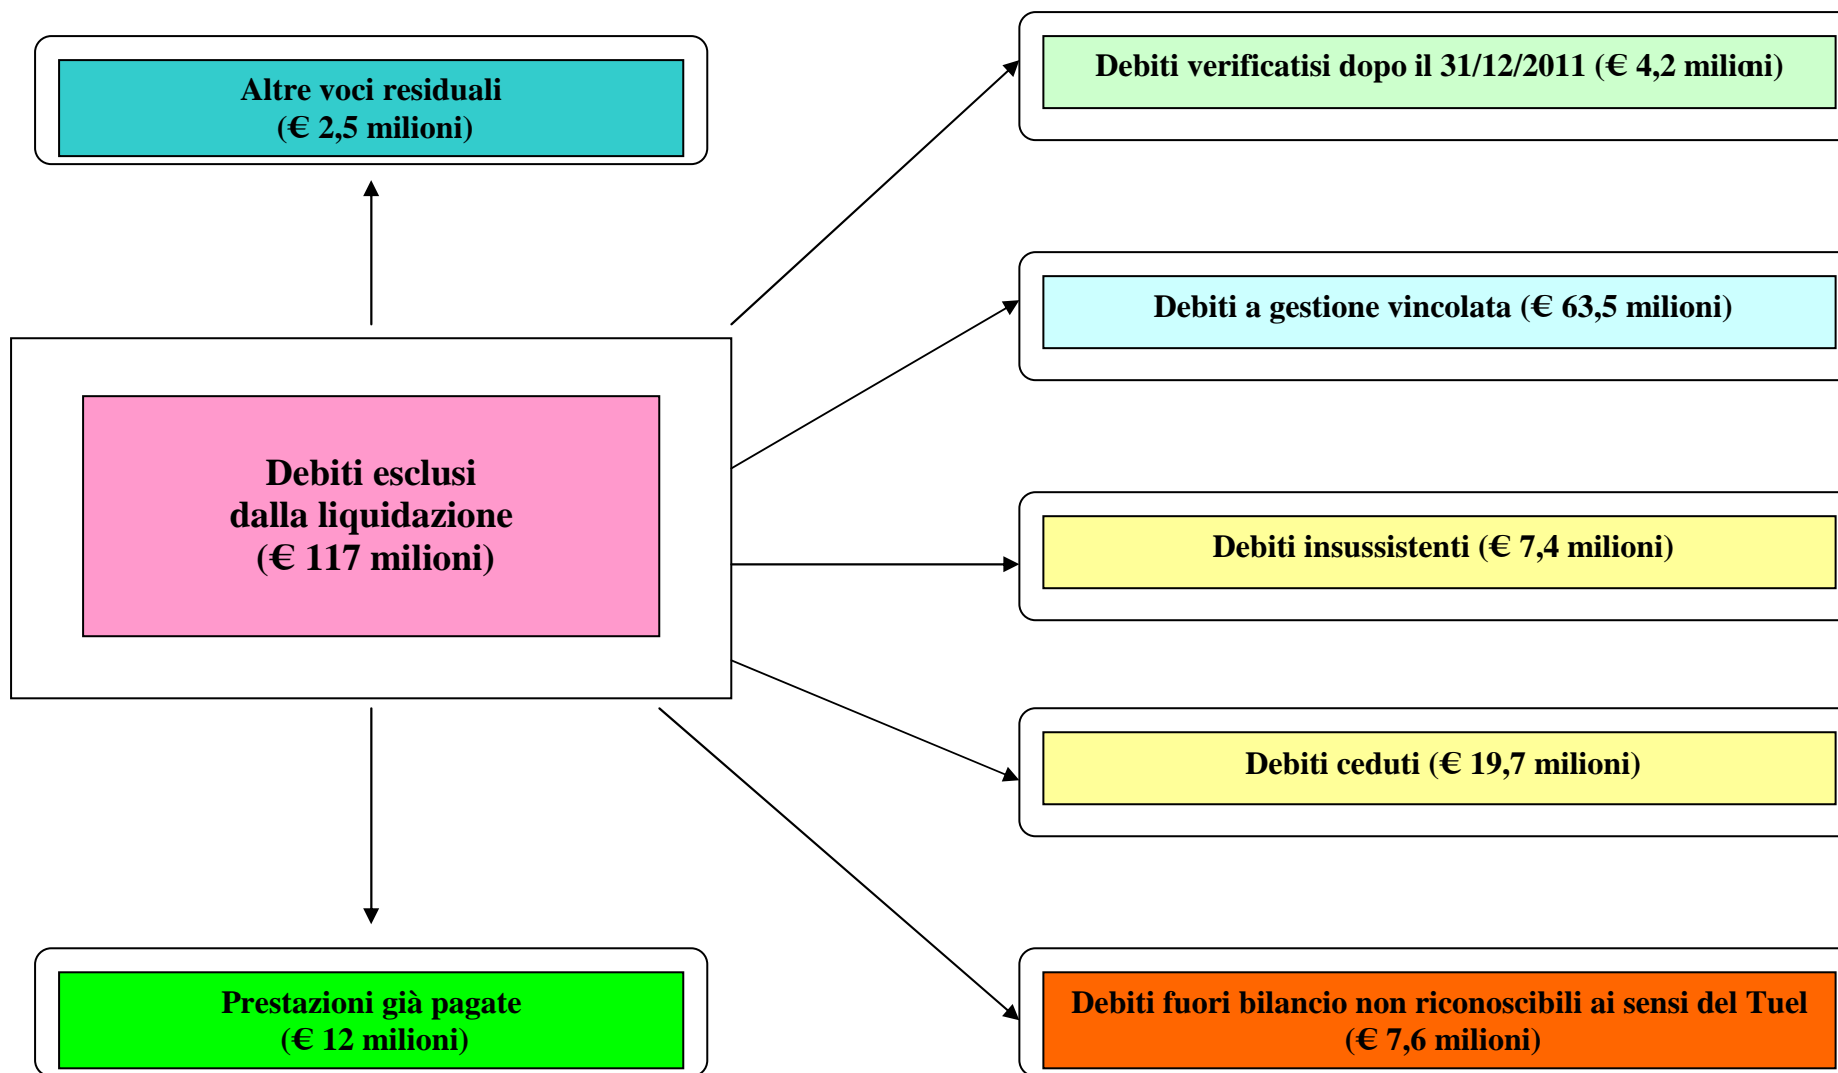 Altre voci residuali
(€ 2,5 milioni)
Debiti verificatisi dopo il 31/12/2011 (€ 4,2 milioni)
Debiti a gestione vincolata (€ 63,5 milioni)
Debiti esclusi
dalla liquidazione
(€ 117 milioni)
Debiti insussistenti (€ 7,4 milioni)
Debiti ceduti (€ 19,7 milioni)
Prestazioni già pagate
(€ 12 milioni)
Debiti fuori bilancio non riconoscibili ai sensi del Tuel
(€ 7,6 milioni)